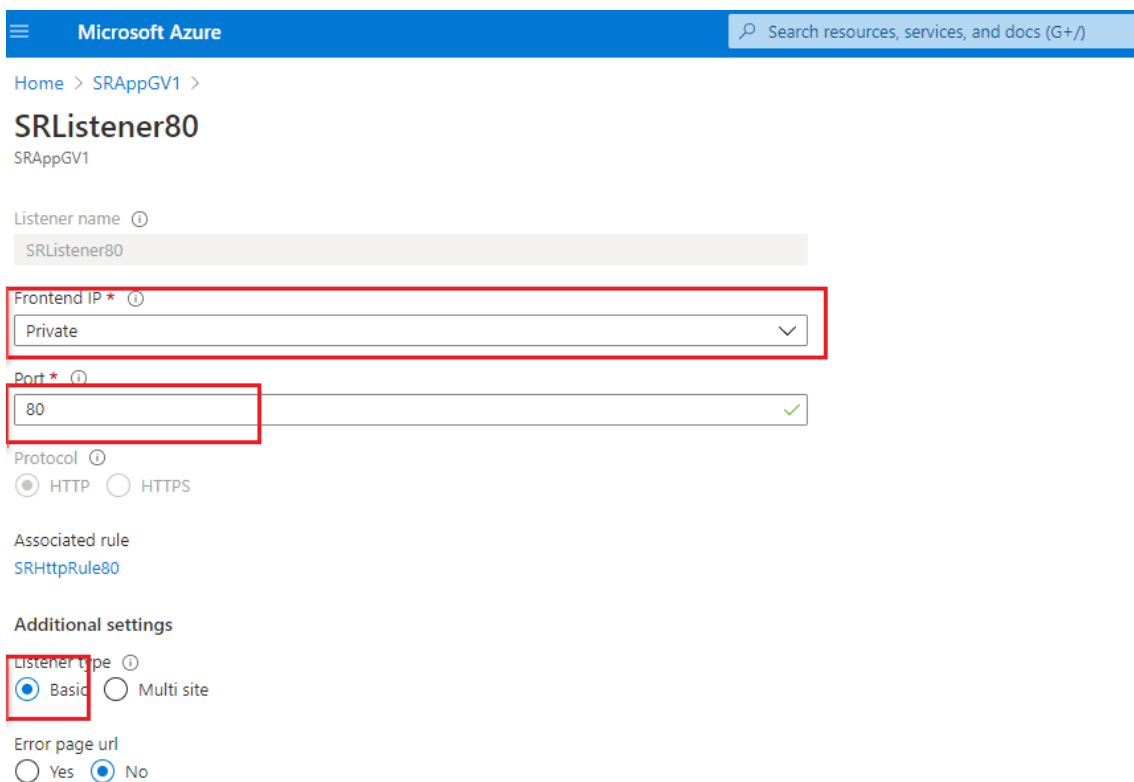 Microsoft Azure
Search resources, services, and docs (G+/)
Home > SRAppGV1 >
SRListener80
SRAppGV1
Listener name
SRListener80
Frontend IP *
Private
Port *
80
Protocol
HTTP HTTPS
Associated rule
SRHttpRule80
Additional settings
Listener type
Basic Multi site
Error page url
Yes No